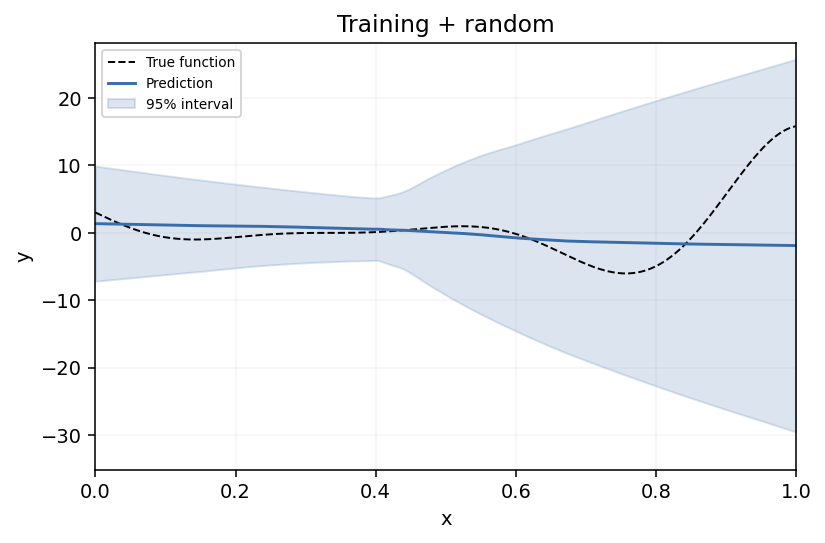 Training + random
True function
Prediction
95% interval
20
10
0
−10
−20
−30
y
0.0 0.2 0.4 0.6 0.8 1.0
x